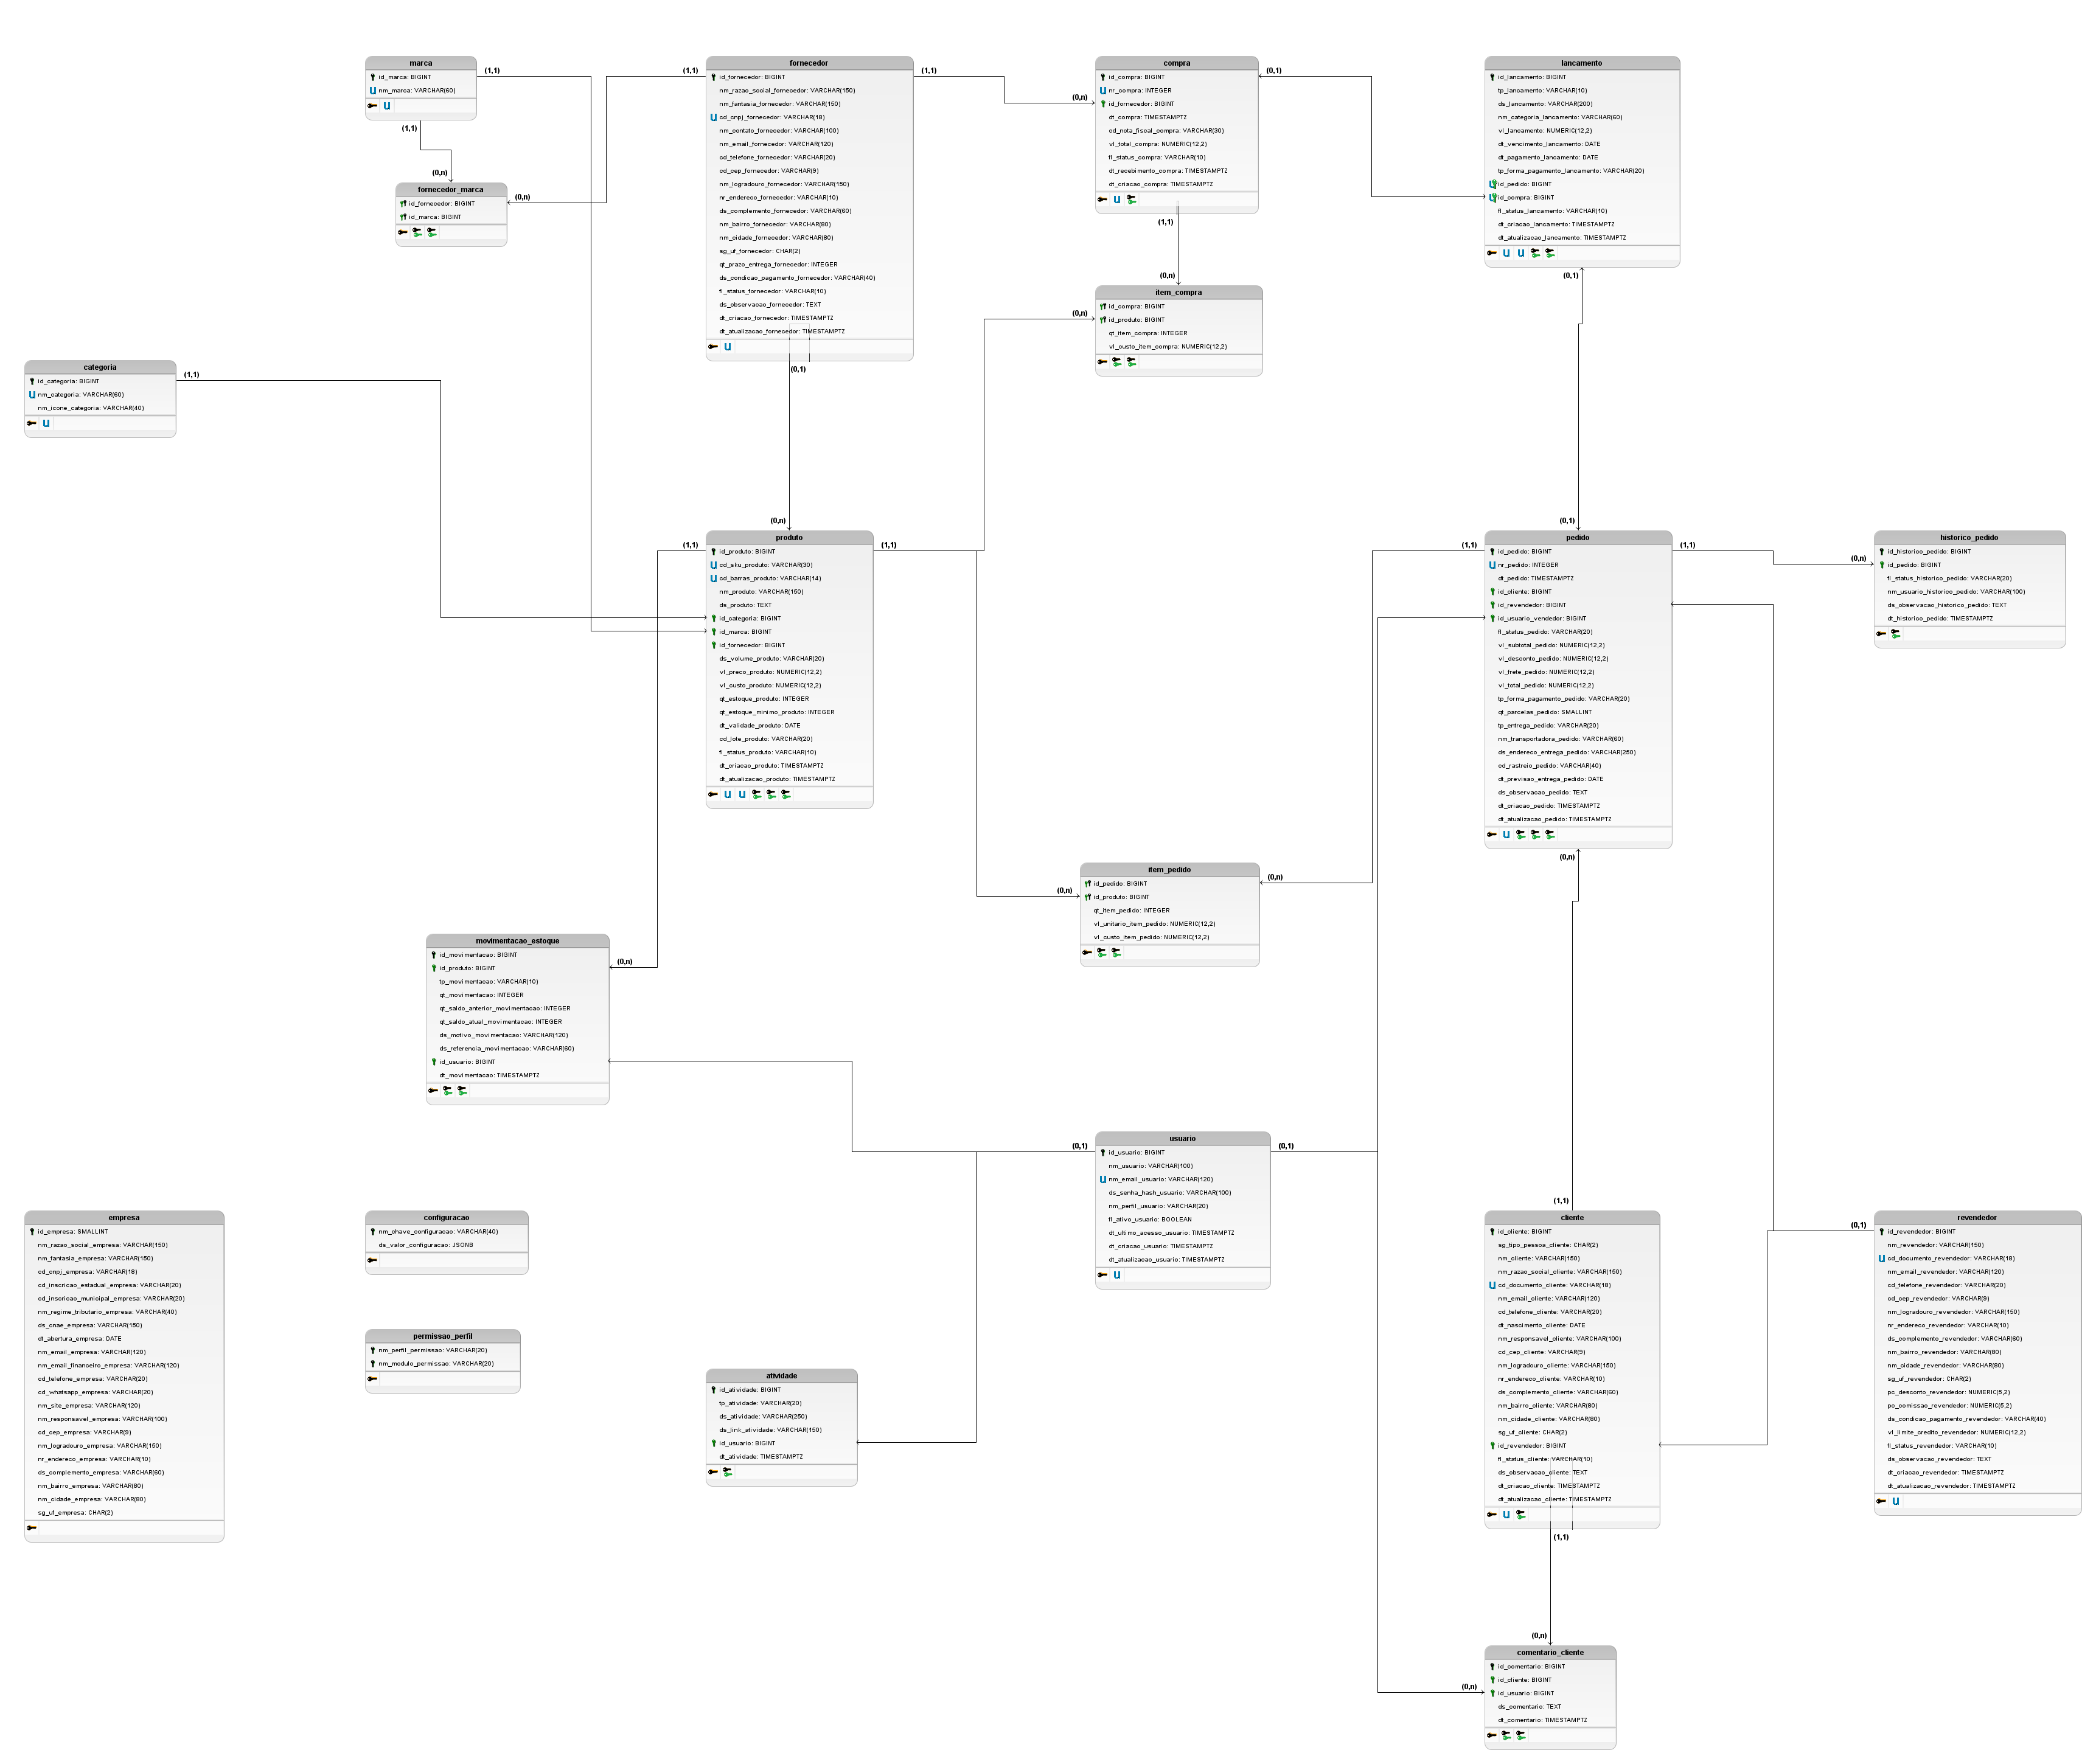 marca
id_marca: BIGINT
nm_marca: VARCHAR(60)
(1,1)
(1,1)
(0,n)
fornecedor_marca
id_fornecedor: BIGINT
id_marca: BIGINT
(0,n)
(1,1)
fornecedor
id_fornecedor: BIGINT
nm_razao_social_fornecedor: VARCHAR(150)
nm_fantasia_fornecedor: VARCHAR(150)
cd_cnpj_fornecedor: VARCHAR(18)
nm_contato_fornecedor: VARCHAR(100)
nm_email_fornecedor: VARCHAR(120)
cd_telefone_fornecedor: VARCHAR(20)
cd_cep_fornecedor: VARCHAR(9)
nm_logradouro_fornecedor: VARCHAR(150)
nr_endereco_fornecedor: VARCHAR(10)
ds_complemento_fornecedor: VARCHAR(60)
nm_bairro_fornecedor: VARCHAR(80)
nm_cidade_fornecedor: VARCHAR(80)
sg_uf_fornecedor: CHAR(2)
qt_prazo_entrega_fornecedor: INTEGER
ds_condicao_pagamento_fornecedor: VARCHAR(40)
fl_status_fornecedor: VARCHAR(10)
ds_observacao_fornecedor: TEXT
dt_criacao_fornecedor: TIMESTAMPTZ
dt_atualizacao_fornecedor: TIMESTAMPTZ
(1,1)
(0,1)
(0,n)
compra
id_compra: BIGINT
nr_compra: INTEGER
id_fornecedor: BIGINT
dt_compra: TIMESTAMPTZ
cd_nota_fiscal_compra: VARCHAR(30)
vl_total_compra: NUMERIC(12,2)
fl_status_compra: VARCHAR(10)
dt_recebimento_compra: TIMESTAMPTZ
dt_criacao_compra: TIMESTAMPTZ
(0,1)
(1,1)
(0,n)
(0,n)
item_compra
id_compra: BIGINT
id_produto: BIGINT
qt_item_compra: INTEGER
vl_custo_item_compra: NUMERIC(12,2)
lancamento
id_lancamento: BIGINT
tp_lancamento: VARCHAR(10)
ds_lancamento: VARCHAR(200)
nm_categoria_lancamento: VARCHAR(60)
vl_lancamento: NUMERIC(12,2)
dt_vencimento_lancamento: DATE
dt_pagamento_lancamento: DATE
tp_forma_pagamento_lancamento: VARCHAR(20)
id_pedido: BIGINT
id_compra: BIGINT
fl_status_lancamento: VARCHAR(10)
dt_criacao_lancamento: TIMESTAMPTZ
dt_atualizacao_lancamento: TIMESTAMPTZ
(0,1)
(0,1)
categoria
id_categoria: BIGINT
nm_categoria: VARCHAR(60)
nm_icone_categoria: VARCHAR(40)
(1,1)
(0,n)
(1,1)
produto
id_produto: BIGINT
cd_sku_produto: VARCHAR(30)
cd_barras_produto: VARCHAR(14)
nm_produto: VARCHAR(150)
ds_produto: TEXT
id_categoria: BIGINT
id_marca: BIGINT
id_fornecedor: BIGINT
ds_volume_produto: VARCHAR(20)
vl_preco_produto: NUMERIC(12,2)
vl_custo_produto: NUMERIC(12,2)
qt_estoque_produto: INTEGER
qt_estoque_minimo_produto: INTEGER
dt_validade_produto: DATE
cd_lote_produto: VARCHAR(20)
fl_status_produto: VARCHAR(10)
dt_criacao_produto: TIMESTAMPTZ
dt_atualizacao_produto: TIMESTAMPTZ
(1,1)
(1,1)
pedido
id_pedido: BIGINT
nr_pedido: INTEGER
dt_pedido: TIMESTAMPTZ
id_cliente: BIGINT
id_revendedor: BIGINT
id_usuario_vendedor: BIGINT
fl_status_pedido: VARCHAR(20)
vl_subtotal_pedido: NUMERIC(12,2)
vl_desconto_pedido: NUMERIC(12,2)
vl_frete_pedido: NUMERIC(12,2)
vl_total_pedido: NUMERIC(12,2)
tp_forma_pagamento_pedido: VARCHAR(20)
qt_parcelas_pedido: SMALLINT
tp_entrega_pedido: VARCHAR(20)
nm_transportadora_pedido: VARCHAR(60)
ds_endereco_entrega_pedido: VARCHAR(250)
cd_rastreio_pedido: VARCHAR(40)
dt_previsao_entrega_pedido: DATE
ds_observacao_pedido: TEXT
dt_criacao_pedido: TIMESTAMPTZ
dt_atualizacao_pedido: TIMESTAMPTZ
(1,1)
(0,n)
(0,n)
historico_pedido
id_historico_pedido: BIGINT
id_pedido: BIGINT
fl_status_historico_pedido: VARCHAR(20)
nm_usuario_historico_pedido: VARCHAR(100)
ds_observacao_historico_pedido: TEXT
dt_historico_pedido: TIMESTAMPTZ
(0,n)
item_pedido
id_pedido: BIGINT
id_produto: BIGINT
qt_item_pedido: INTEGER
vl_unitario_item_pedido: NUMERIC(12,2)
vl_custo_item_pedido: NUMERIC(12,2)
(0,n)
movimentacao_estoque
id_movimentacao: BIGINT
id_produto: BIGINT
tp_movimentacao: VARCHAR(10)
qt_movimentacao: INTEGER
qt_saldo_anterior_movimentacao: INTEGER
qt_saldo_atual_movimentacao: INTEGER
ds_motivo_movimentacao: VARCHAR(120)
ds_referencia_movimentacao: VARCHAR(60)
id_usuario: BIGINT
dt_movimentacao: TIMESTAMPTZ
(0,n)
(0,1)
usuario
id_usuario: BIGINT
nm_usuario: VARCHAR(100)
nm_email_usuario: VARCHAR(120)
ds_senha_hash_usuario: VARCHAR(100)
nm_perfil_usuario: VARCHAR(20)
fl_ativo_usuario: BOOLEAN
dt_ultimo_acesso_usuario: TIMESTAMPTZ
dt_criacao_usuario: TIMESTAMPTZ
dt_atualizacao_usuario: TIMESTAMPTZ
(0,1)
empresa
id_empresa: SMALLINT
nm_razao_social_empresa: VARCHAR(150)
nm_fantasia_empresa: VARCHAR(150)
cd_cnpj_empresa: VARCHAR(18)
cd_inscricao_estadual_empresa: VARCHAR(20)
cd_inscricao_municipal_empresa: VARCHAR(20)
nm_regime_tributario_empresa: VARCHAR(40)
ds_cnae_empresa: VARCHAR(150)
dt_abertura_empresa: DATE
nm_email_empresa: VARCHAR(120)
nm_email_financeiro_empresa: VARCHAR(120)
cd_telefone_empresa: VARCHAR(20)
cd_whatsapp_empresa: VARCHAR(20)
nm_site_empresa: VARCHAR(120)
nm_responsavel_empresa: VARCHAR(100)
cd_cep_empresa: VARCHAR(9)
nm_logradouro_empresa: VARCHAR(150)
nr_endereco_empresa: VARCHAR(10)
ds_complemento_empresa: VARCHAR(60)
nm_bairro_empresa: VARCHAR(80)
nm_cidade_empresa: VARCHAR(80)
sg_uf_empresa: CHAR(2)
configuracao
nm_chave_configuracao: VARCHAR(40)
ds_valor_configuracao: JSONB
permissao_perfil
nm_perfil_permissao: VARCHAR(20)
nm_modulo_permissao: VARCHAR(20)
atividade
id_atividade: BIGINT
tp_atividade: VARCHAR(20)
ds_atividade: VARCHAR(250)
ds_link_atividade: VARCHAR(150)
id_usuario: BIGINT
dt_atividade: TIMESTAMPTZ
(1,1)
cliente
id_cliente: BIGINT
sg_tipo_pessoa_cliente: CHAR(2)
nm_cliente: VARCHAR(150)
nm_razao_social_cliente: VARCHAR(150)
cd_documento_cliente: VARCHAR(18)
nm_email_cliente: VARCHAR(120)
cd_telefone_cliente: VARCHAR(20)
dt_nascimento_cliente: DATE
nm_responsavel_cliente: VARCHAR(100)
cd_cep_cliente: VARCHAR(9)
nm_logradouro_cliente: VARCHAR(150)
nr_endereco_cliente: VARCHAR(10)
ds_complemento_cliente: VARCHAR(60)
nm_bairro_cliente: VARCHAR(80)
nm_cidade_cliente: VARCHAR(80)
sg_uf_cliente: CHAR(2)
id_revendedor: BIGINT
fl_status_cliente: VARCHAR(10)
ds_observacao_cliente: TEXT
dt_criacao_cliente: TIMESTAMPTZ
dt_atualizacao_cliente: TIMESTAMPTZ
(1,1)
(0,1)
revendedor
id_revendedor: BIGINT
nm_revendedor: VARCHAR(150)
cd_documento_revendedor: VARCHAR(18)
nm_email_revendedor: VARCHAR(120)
cd_telefone_revendedor: VARCHAR(20)
cd_cep_revendedor: VARCHAR(9)
nm_logradouro_revendedor: VARCHAR(150)
nr_endereco_revendedor: VARCHAR(10)
ds_complemento_revendedor: VARCHAR(60)
nm_bairro_revendedor: VARCHAR(80)
nm_cidade_revendedor: VARCHAR(80)
sg_uf_revendedor: CHAR(2)
pc_desconto_revendedor: NUMERIC(5,2)
pc_comissao_revendedor: NUMERIC(5,2)
ds_condicao_pagamento_revendedor: VARCHAR(40)
vl_limite_credito_revendedor: NUMERIC(12,2)
fl_status_revendedor: VARCHAR(10)
ds_observacao_revendedor: TEXT
dt_criacao_revendedor: TIMESTAMPTZ
dt_atualizacao_revendedor: TIMESTAMPTZ
(0,n)
(0,n)
comentario_cliente
id_comentario: BIGINT
id_cliente: BIGINT
id_usuario: BIGINT
ds_comentario: TEXT
dt_comentario: TIMESTAMPTZ